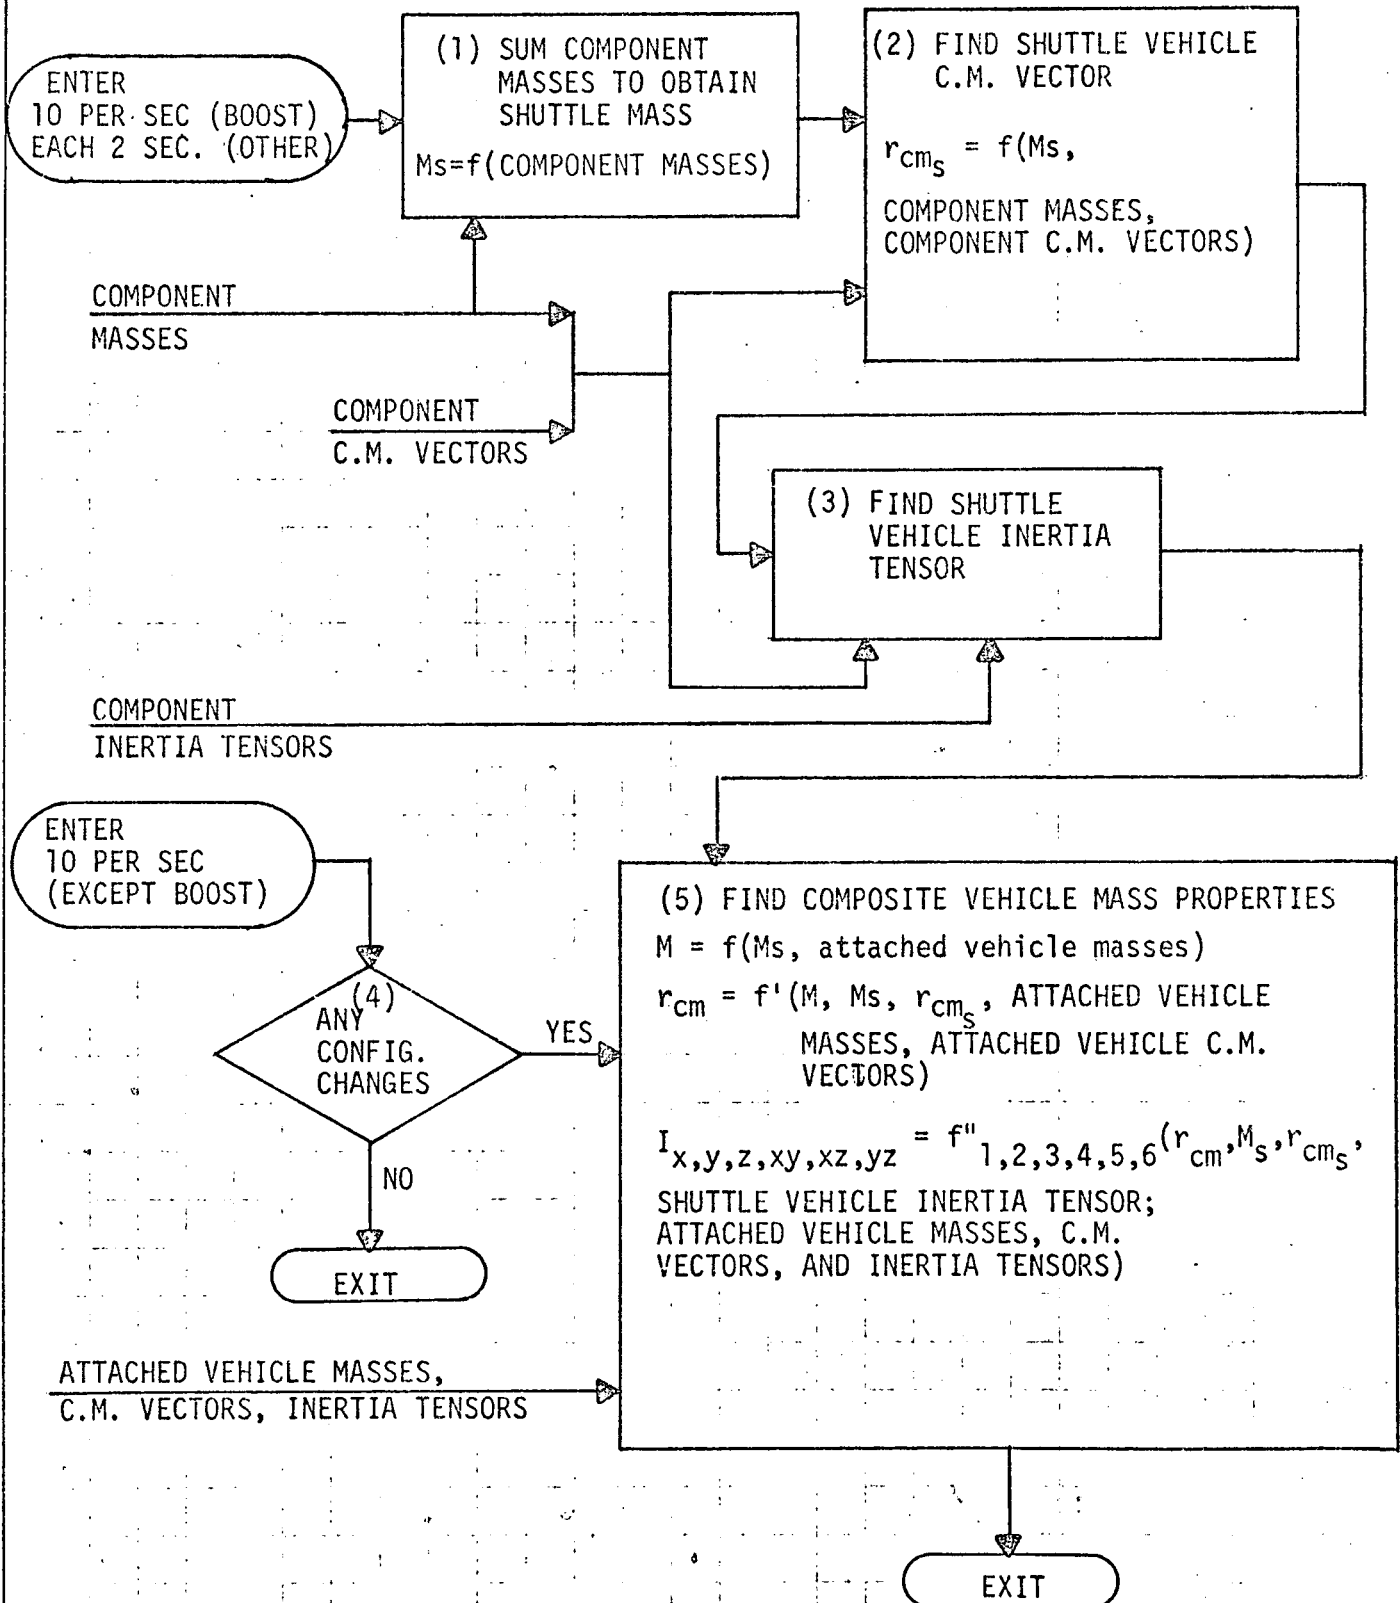 ENTER
10 PER SEC (BOOST)
EACH 2 SEC. (OTHER)
(1) SUM COMPONENT
MASSES TO OBTAIN
SHUTTLE MASS
Ms=f(COMPONENT MASSES)
(2) FIND SHUTTLE VEHICLE
C.M. VECTOR
r_cm_s = f(Ms,
COMPONENT MASSES,
COMPONENT C.M. VECTORS)
COMPONENT
MASSES
COMPONENT
C.M. VECTORS
(3) FIND SHUTTLE
VEHICLE INERTIA
TENSOR
COMPONENT
INERTIA TENSORS
ENTER
10 PER SEC
(EXCEPT BOOST)
(4)
ANY
CONFIG.
CHANGES
YES
NO
EXIT
(5) FIND COMPOSITE VEHICLE MASS PROPERTIES
M = f(Ms, attached vehicle masses)
r_cm = f'(M, Ms, r_cm_s, ATTACHED VEHICLE
MASSES, ATTACHED VEHICLE C.M.
VECTORS)
I_x,y,z,xy,xz,yz = f"_1,2,3,4,5,6(r_cm,M_s,r_cm_s,
SHUTTLE VEHICLE INERTIA TENSOR;
ATTACHED VEHICLE MASSES, C.M.
VECTORS, AND INERTIA TENSORS)
ATTACHED VEHICLE MASSES,
C.M. VECTORS, INERTIA TENSORS
EXIT